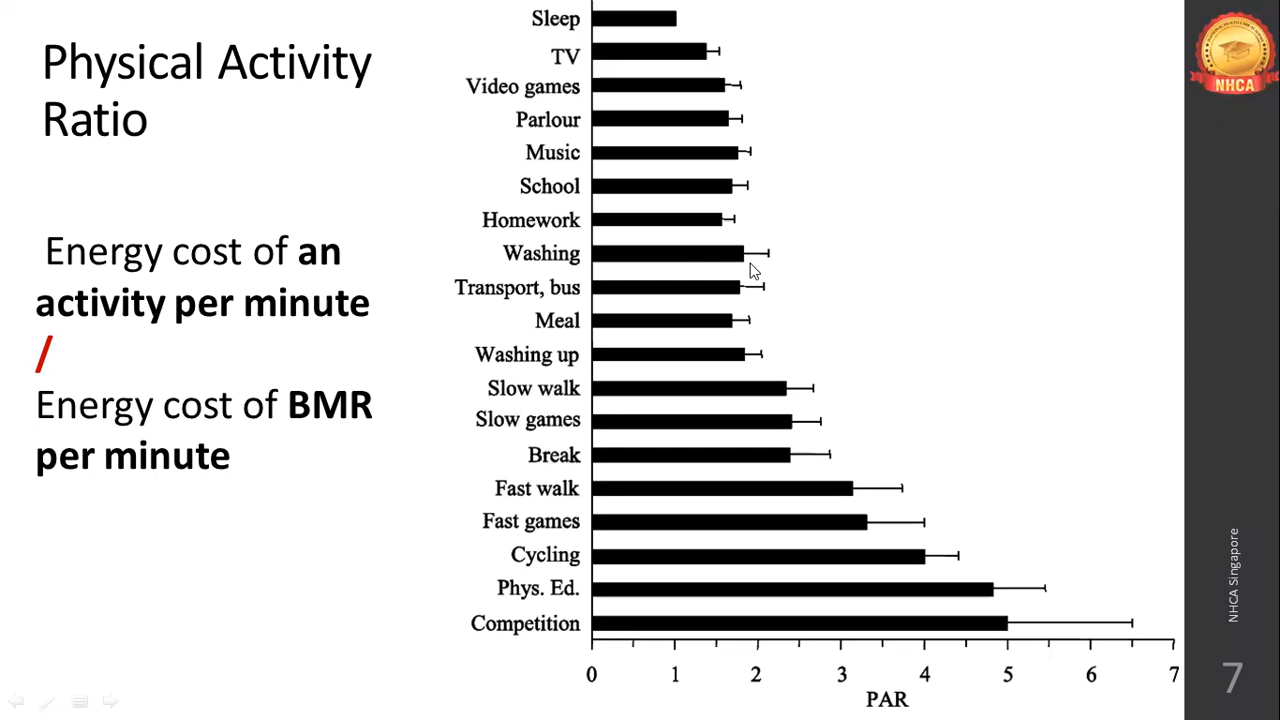 Physical Activity
Ratio
Energy cost of an
activity per minute
/
Energy cost of BMR
per minute
Sleep
TV
Video games
Parlour
Music
School
Homework
Washing
Transport, bus
Meal
Washing up
Slow walk
Slow games
Break
Fast walk
Fast games
Cycling
Phys. Ed.
Competition
0 1 2 3 4 5 6 7
PAR
NHCA
NHCA Singapore
7